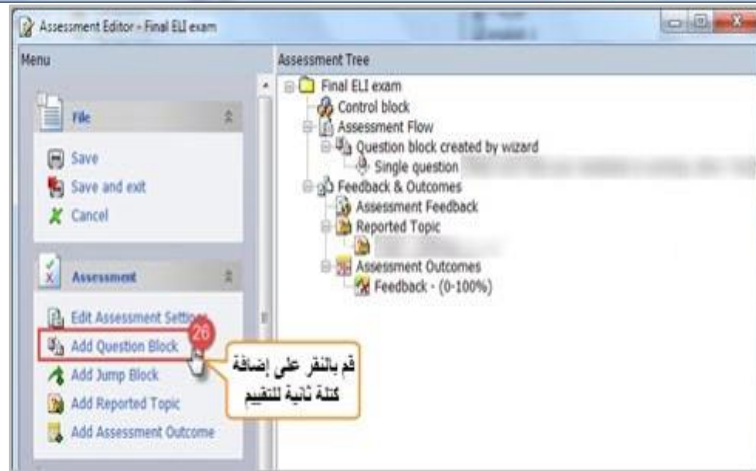 Assessment Editor - Final ELI exam
Menu
File
Save
Save and exit
Cancel
Assessment
Edit Assessment Settings
Add Question Block
26
Add Jump Block
Add Reported Topic
Add Assessment Outcome
قم بالنقر على إضافة
كتلة ثانية للتقييم
Assessment Tree
Final ELI exam
Control block
Assessment Flow
Question block created by wizard
Single question
Feedback & Outcomes
Assessment Feedback
Reported Topic
Assessment Outcomes
Feedback - (0-100%)